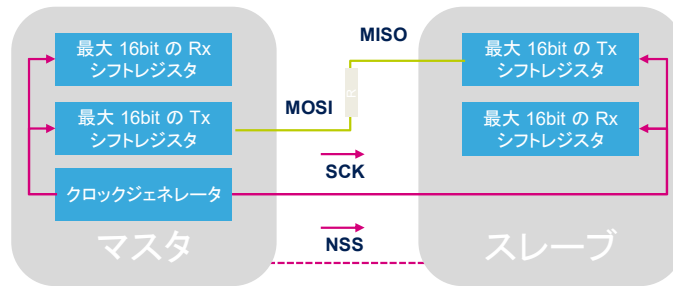 最大 16bit の Rx
シフトレジスタ
最大 16bit の Tx
シフトレジスタ
クロックジェネレータ
マスタ
MISO
R
MOSI
SCK
NSS
最大 16bit の Tx
シフトレジスタ
最大 16bit の Rx
シフトレジスタ
スレーブ